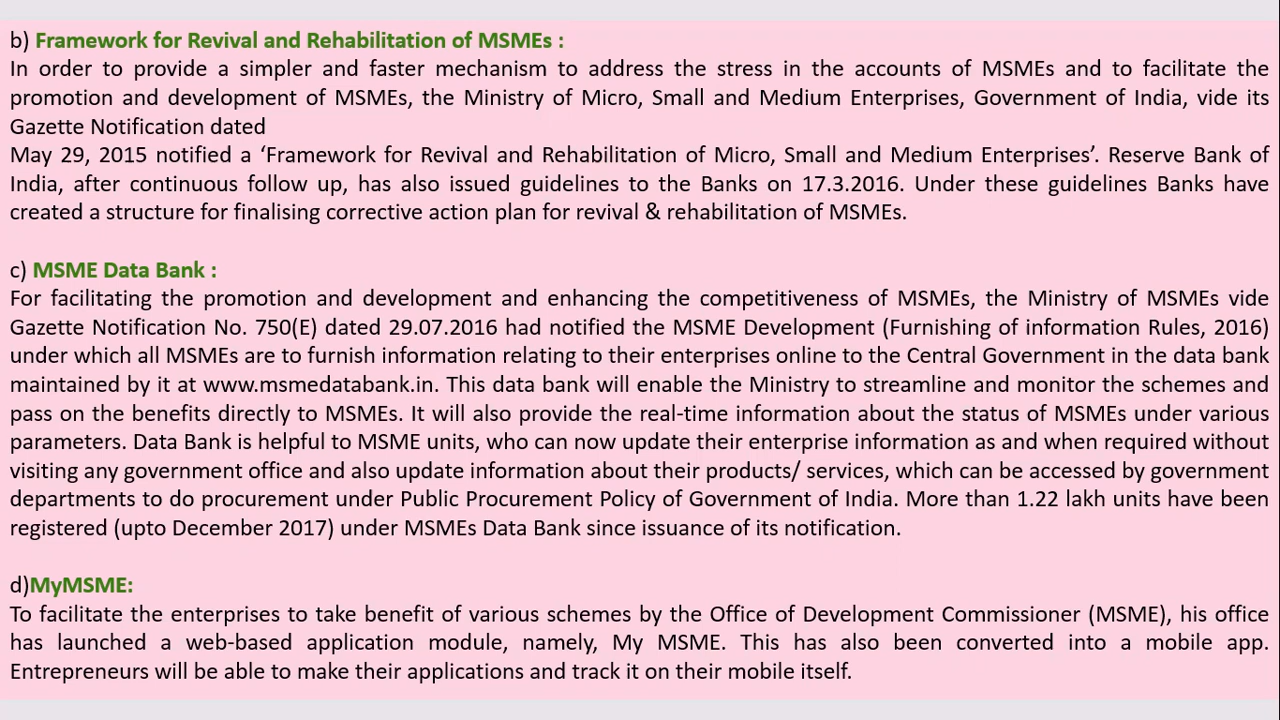 b) Framework for Revival and Rehabilitation of MSMEs :
In order to provide a simpler and faster mechanism to address the stress in the accounts of MSMEs and to facilitate the
promotion and development of MSMEs, the Ministry of Micro, Small and Medium Enterprises, Government of India, vide its
Gazette Notification dated
May 29, 2015 notified a ‘Framework for Revival and Rehabilitation of Micro, Small and Medium Enterprises’. Reserve Bank of
India, after continuous follow up, has also issued guidelines to the Banks on 17.3.2016. Under these guidelines Banks have
created a structure for finalising corrective action plan for revival & rehabilitation of MSMEs.
c) MSME Data Bank :
For facilitating the promotion and development and enhancing the competitiveness of MSMEs, the Ministry of MSMEs vide
Gazette Notification No. 750(E) dated 29.07.2016 had notified the MSME Development (Furnishing of information Rules, 2016)
under which all MSMEs are to furnish information relating to their enterprises online to the Central Government in the data bank
maintained by it at www.msmedatabank.in. This data bank will enable the Ministry to streamline and monitor the schemes and
pass on the benefits directly to MSMEs. It will also provide the real-time information about the status of MSMEs under various
parameters. Data Bank is helpful to MSME units, who can now update their enterprise information as and when required without
visiting any government office and also update information about their products/ services, which can be accessed by government
departments to do procurement under Public Procurement Policy of Government of India. More than 1.22 lakh units have been
registered (upto December 2017) under MSMEs Data Bank since issuance of its notification.
d)MyMSME:
To facilitate the enterprises to take benefit of various schemes by the Office of Development Commissioner (MSME), his office
has launched a web-based application module, namely, My MSME. This has also been converted into a mobile app.
Entrepreneurs will be able to make their applications and track it on their mobile itself.